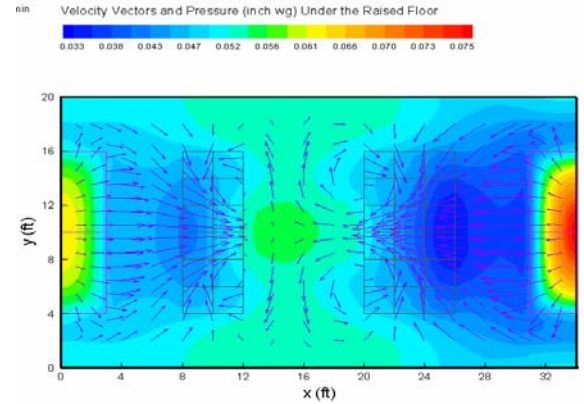 nin
Velocity Vectors and Pressure (inch wg) Under the Raised Floor
0.033 0.038 0.043 0.047 0.052 0.056 0.061 0.066 0.070 0.073 0.075
20
16
12
8
4
0
y (ft)
0 4 8 12 16 20 24 28 32
x (ft)